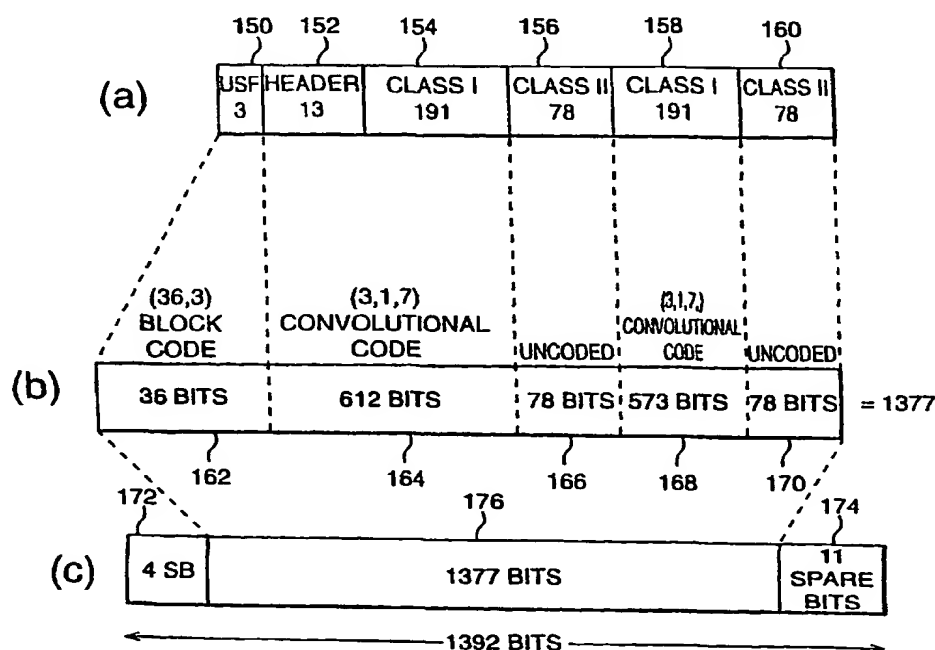 150 152 154 156 158 160
(a)
USF HEADER CLASS I CLASS II CLASS I CLASS II
3 13 191 78 191 78
(36,3) (3,1,7) (3,1,7,)
BLOCK CONVOLUTIONAL CONVOLUTIONAL
CODE CODE UNCODED CODE UNCODED
(b)
36 BITS 612 BITS 78 BITS 573 BITS 78 BITS = 1377
162 164 166 168 170
172 176 174
(c)
4 SB 1377 BITS 11
SPARE
BITS
1392 BITS